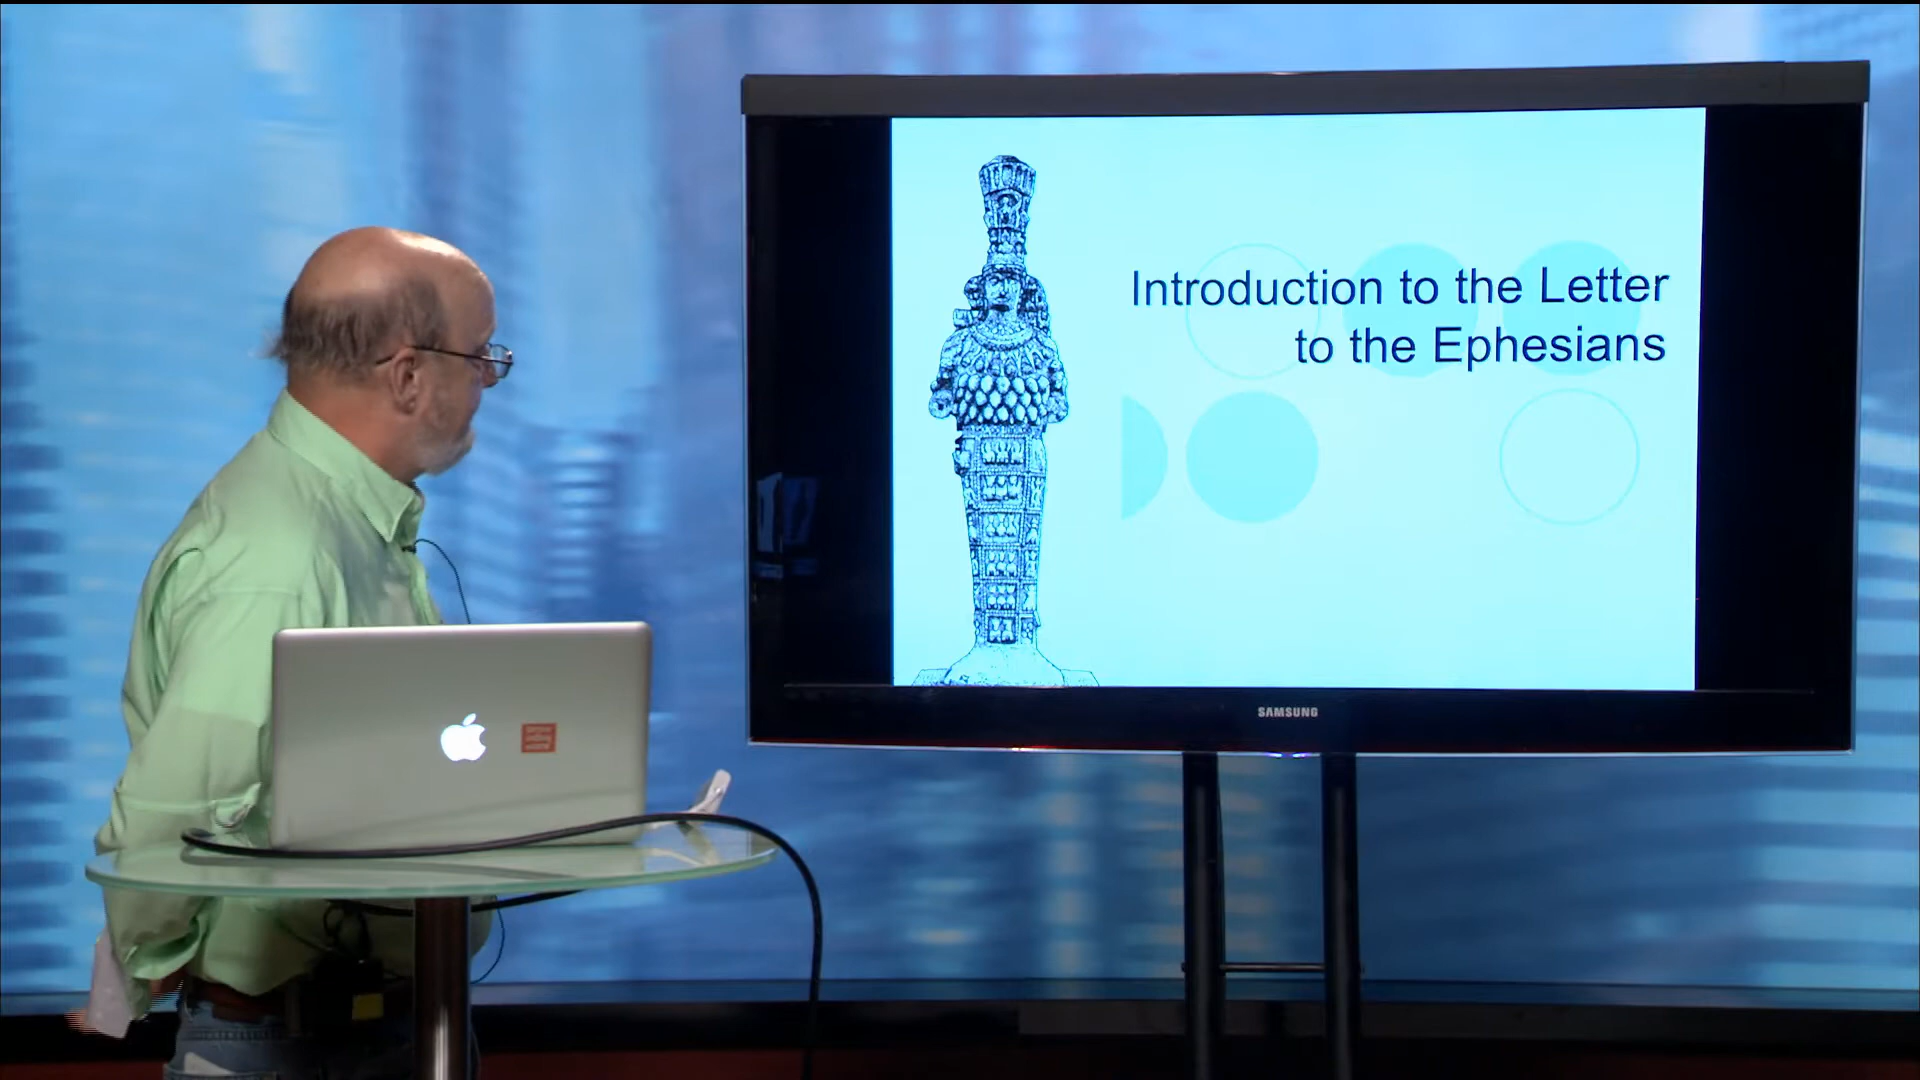 Introduction to the Letter
to the Ephesians
SAMSUNG